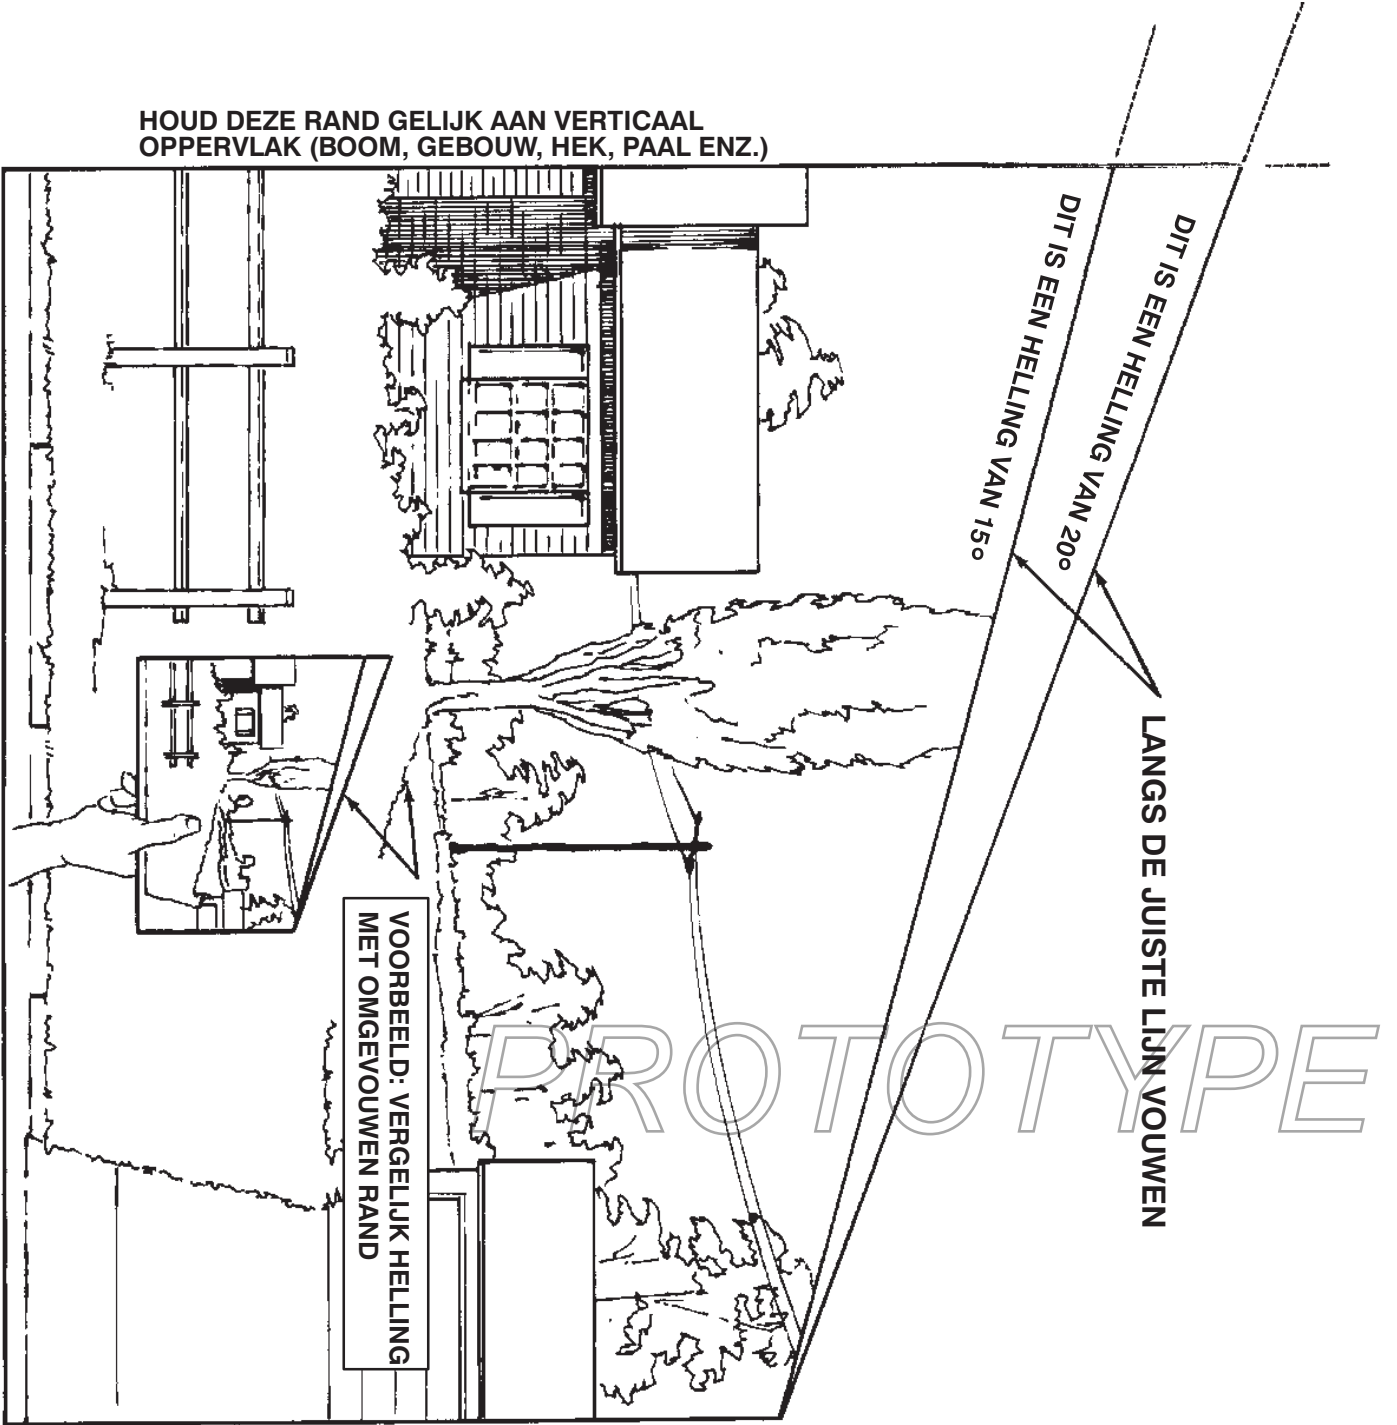 HOUD DEZE RAND GELIJK AAN VERTICAAL
OPPERVLAK (BOOM, GEBOUW, HEK, PAAL ENZ.)
DIT IS EEN HELLING VAN 15°
DIT IS EEN HELLING VAN 20°
LANGS DE JUISTE LIJN VOUWEN
VOORBEELD: VERGELIJK HELLING
MET OMGEVOUWEN RAND
PROTOTYPE